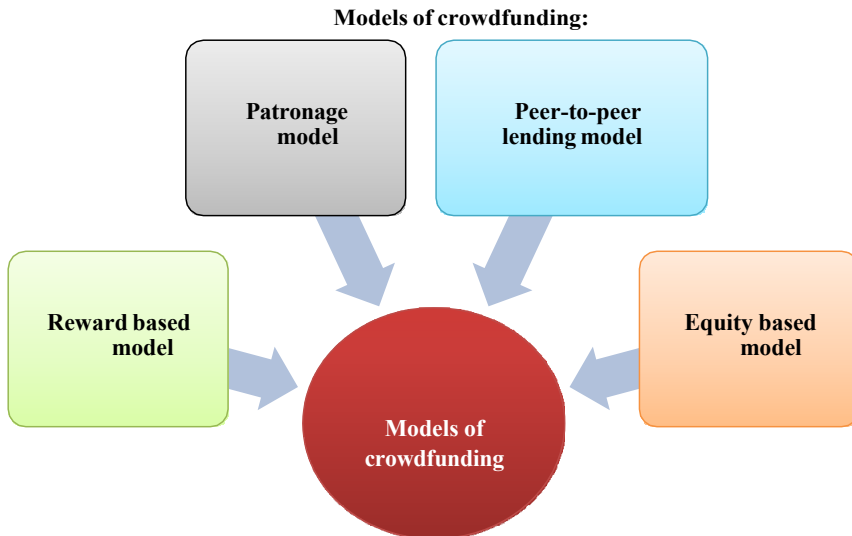 Models of crowdfunding:
Patronage
model
Peer-to-peer
lending model
Reward based
model
Equity based
model
Models of
crowdfunding